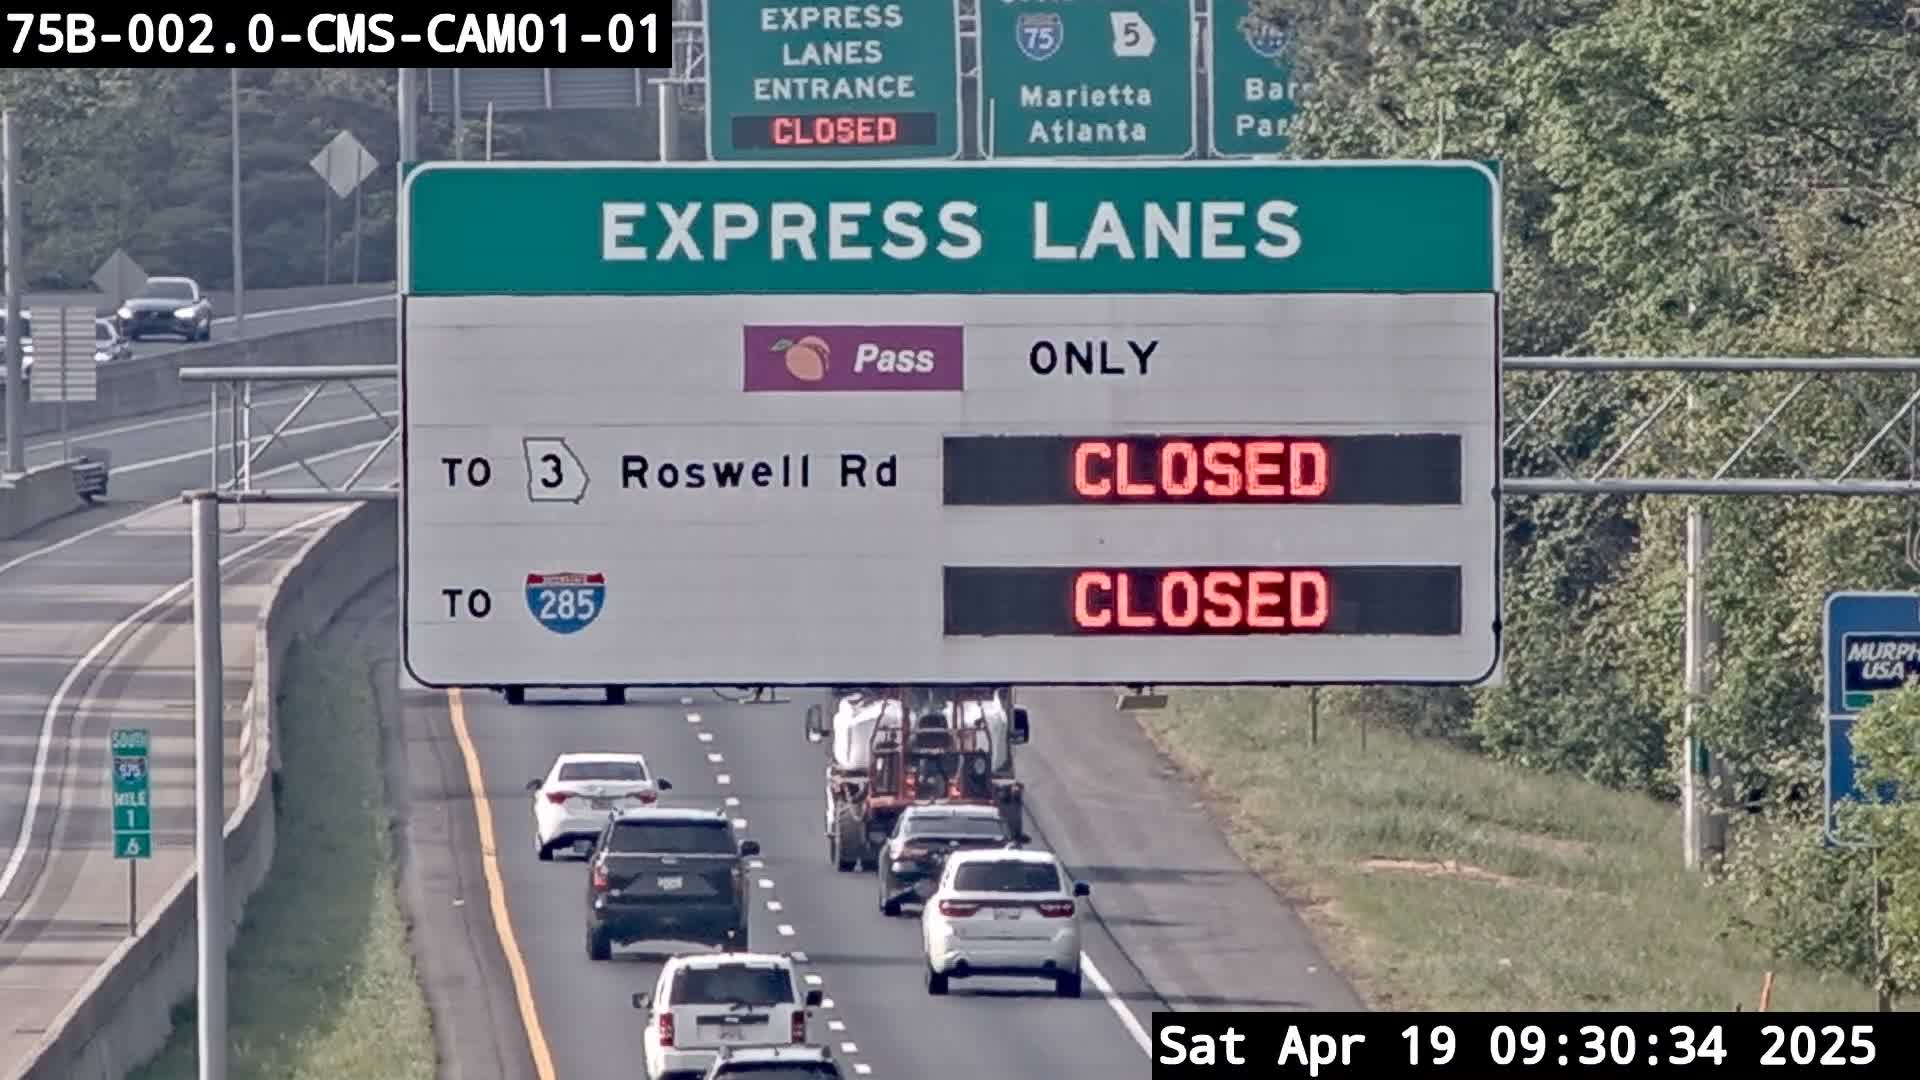 75B-002.0-CMS-CAM01-01
EXPRESS
LANES
ENTRANCE
CLOSED
75
5
Marietta
Atlanta
EXPRESS LANES
Pass ONLY
TO 3 Roswell Rd CLOSED
TO 285 CLOSED
SOUTH
575
MILE
1
.6
USA
Sat Apr 19 09:30:34 2025